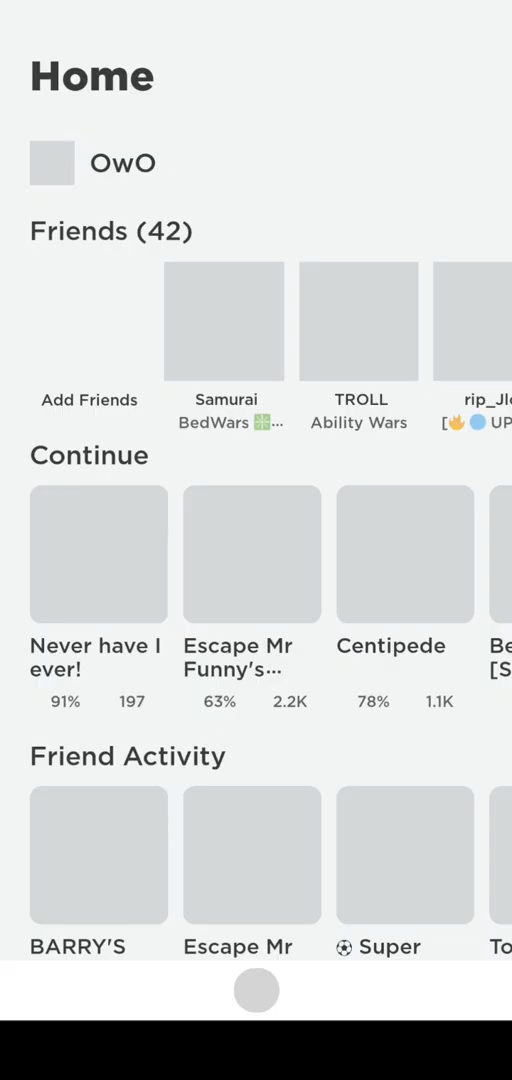 Home
OwO
Friends (42)
Add Friends
Samurai
TROLL
BedWars ❇️...
Ability Wars
[🔥 🔵 UP
Continue
Never have I
ever!
Escape Mr
Funny's...
Centipede
91% 197
63% 2.2K
78% 1.1K
Friend Activity
BARRY'S
Escape Mr
⚽ Super